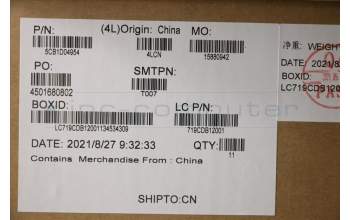 P/N: (4L)Origin: China MO:
5CB1D04954 4LCN 15880942
PO: SMTPN:
4501680802 T007
BOXID: LC P/N:
LC719CDB12001134534309 719CDB12001
DATE: 2021/8/27 9:32:33 QTY:
11
Contains Merchandise From : China
SHIPTO:CN
净重: WEIGHT
DATE: 2021/8/
BOXID:
LC719CDB1200